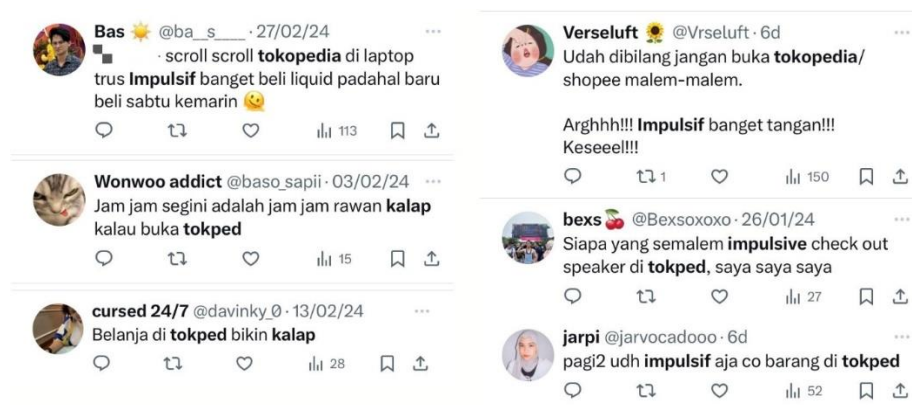 Bas ☀️ @ba__s____ · 27/02/24
· scroll scroll tokopedia di laptop
trus Impulsif banget beli liquid padahal baru
beli sabtu kemarin 🫠
113
Wonwoo addict @baso_sapii · 03/02/24
Jam jam segini adalah jam jam rawan kalap
kalau buka tokped
15
cursed 24/7 @davinky_0 · 13/02/24
Belanja di tokped bikin kalap
28
Verseluft 🌻 @Vrseluft · 6d
Udah dibilang jangan buka tokopedia/
shopee malem-malem.
Arghhh!!! Impulsif banget tangan!!!
Keseeel!!!
1 150
bexs 🍒 @Bexsoxoxo · 26/01/24
Siapa yang semalem impulsive check out
speaker di tokped, saya saya saya
27
jarpi @jarvocadooo · 6d
pagi2 udh impulsif aja co barang di tokped
52